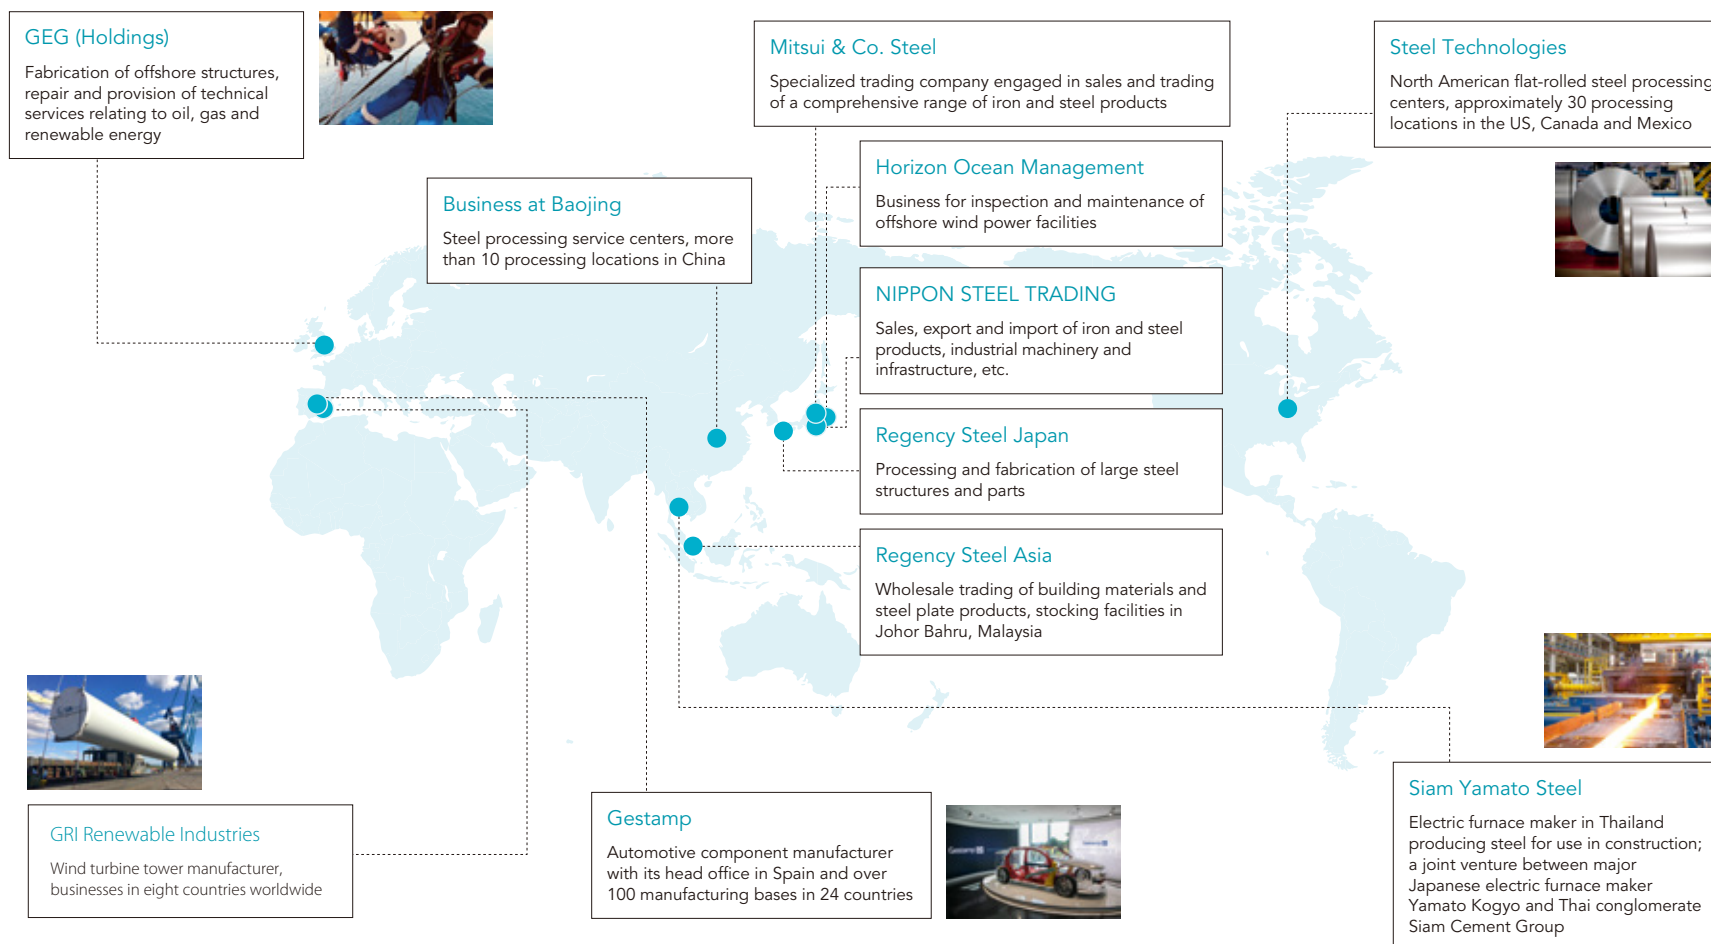 GEG (Holdings)
Fabrication of offshore structures,
repair and provision of technical
services relating to oil, gas and
renewable energy
Mitsui & Co. Steel
Specialized trading company engaged in sales and trading
of a comprehensive range of iron and steel products
Steel Technologies
North American flat-rolled steel processing
centers, approximately 30 processing
locations in the US, Canada and Mexico
Business at Baojing
Steel processing service centers, more
than 10 processing locations in China
Horizon Ocean Management
Business for inspection and maintenance of
offshore wind power facilities
NIPPON STEEL TRADING
Sales, export and import of iron and steel
products, industrial machinery and
infrastructure, etc.
Regency Steel Japan
Processing and fabrication of large steel
structures and parts
Regency Steel Asia
Wholesale trading of building materials and
steel plate products, stocking facilities in
Johor Bahru, Malaysia
GRI Renewable Industries
Wind turbine tower manufacturer,
businesses in eight countries worldwide
Gestamp
Automotive component manufacturer
with its head office in Spain and over
100 manufacturing bases in 24 countries
Siam Yamato Steel
Electric furnace maker in Thailand
producing steel for use in construction;
a joint venture between major
Japanese electric furnace maker
Yamato Kogyo and Thai conglomerate
Siam Cement Group